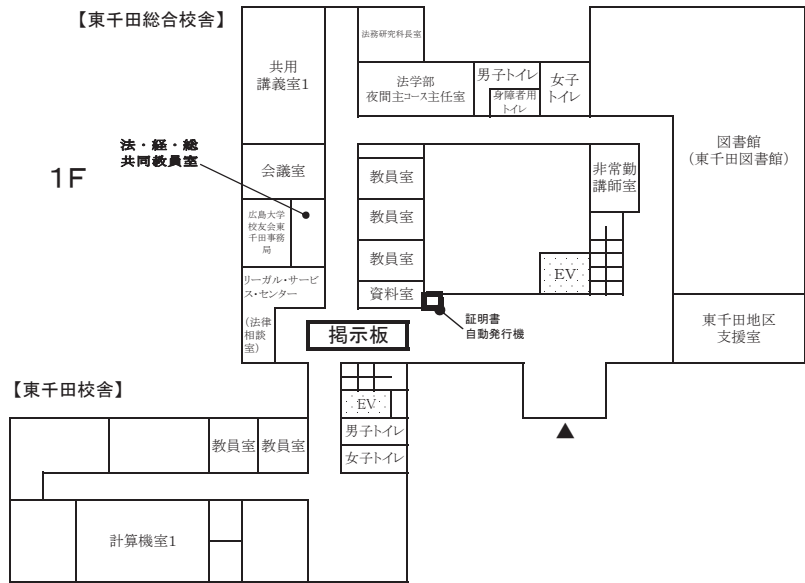 【東千田総合校舎】
1F
法・経・総
共同教員室
共用
講義室1
法務研究科長室
法学部
夜間主コース主任室
男子トイレ
身障者用
トイレ
女子
トイレ
図書館
（東千田図書館）
会議室
教員室
非常勤
講師室
広島大学
校友会東
千田事務
局
教員室
教員室
EV
リーガル・サービ
ス・センター
資料室
証明書
自動発行機
（法律
相談
室）
掲示板
東千田地区
支援室
【東千田校舎】
EV
男子トイレ
女子トイレ
教員室
教員室
計算機室1